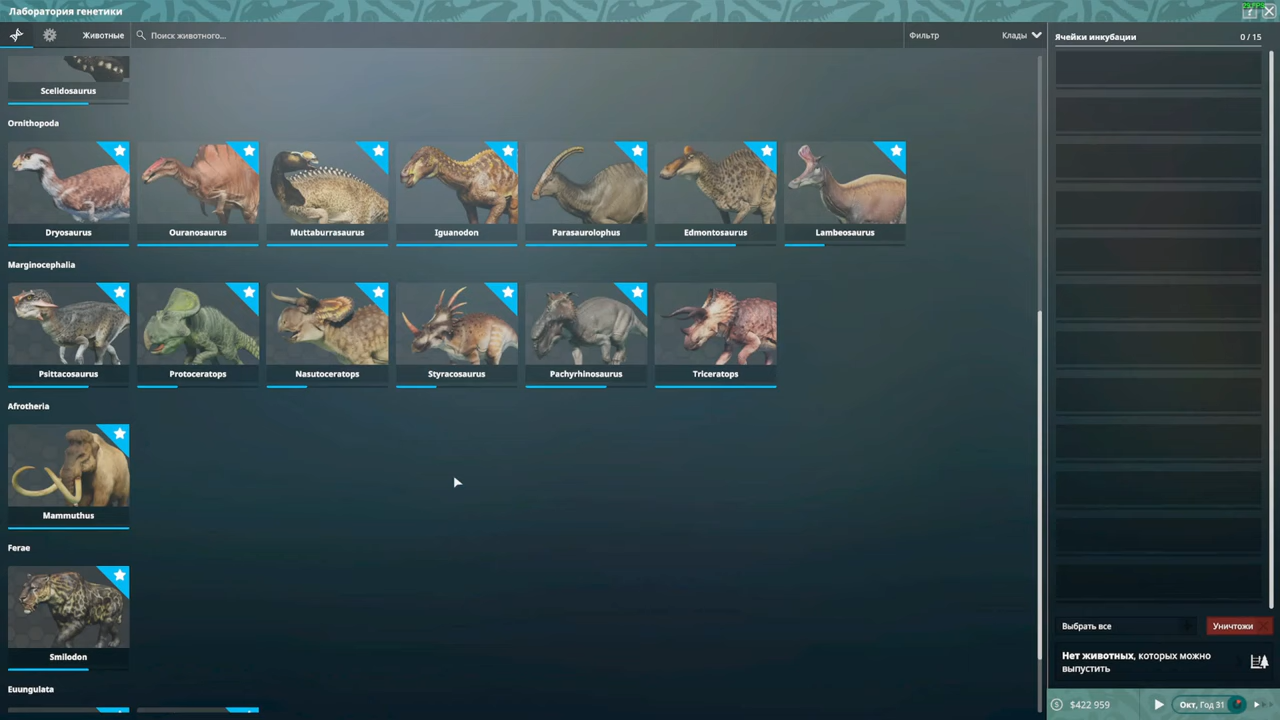 Лаборатория генетики
Животные
Поиск животного...
Фильтр
Клады
Ячейки инкубации
0 / 15
Scelidosaurus
Ornithopoda
Dryosaurus
Ouranosaurus
Muttaburrasaurus
Iguanodon
Parasaurolophus
Edmontosaurus
Lambeosaurus
Marginocephalia
Psittacosaurus
Protoceratops
Nasutoceratops
Styracosaurus
Pachyrhinosaurus
Triceratops
Afrotheria
Mammuthus
Ferae
Smilodon
Euungulata
Выбрать все
Уничтожи
Нет животных, которых можно
выпустить
$422 959
Окт, Год 31